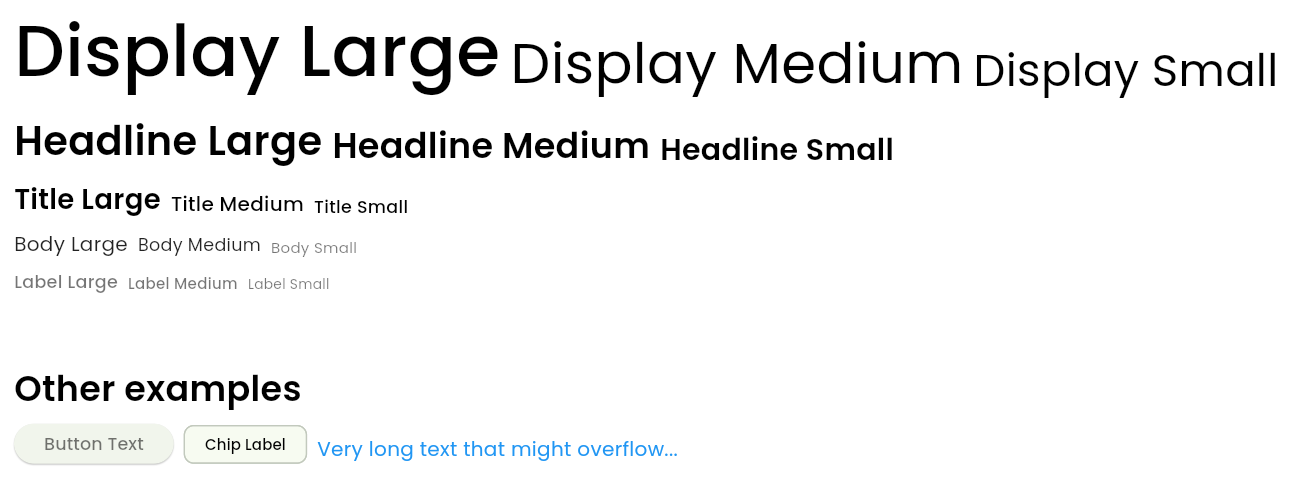 Display Large Display Medium Display Small
Headline Large Headline Medium Headline Small
Title Large Title Medium Title Small
Body Large Body Medium Body Small
Label Large Label Medium Label Small
Other examples
Button Text Chip Label Very long text that might overflow...